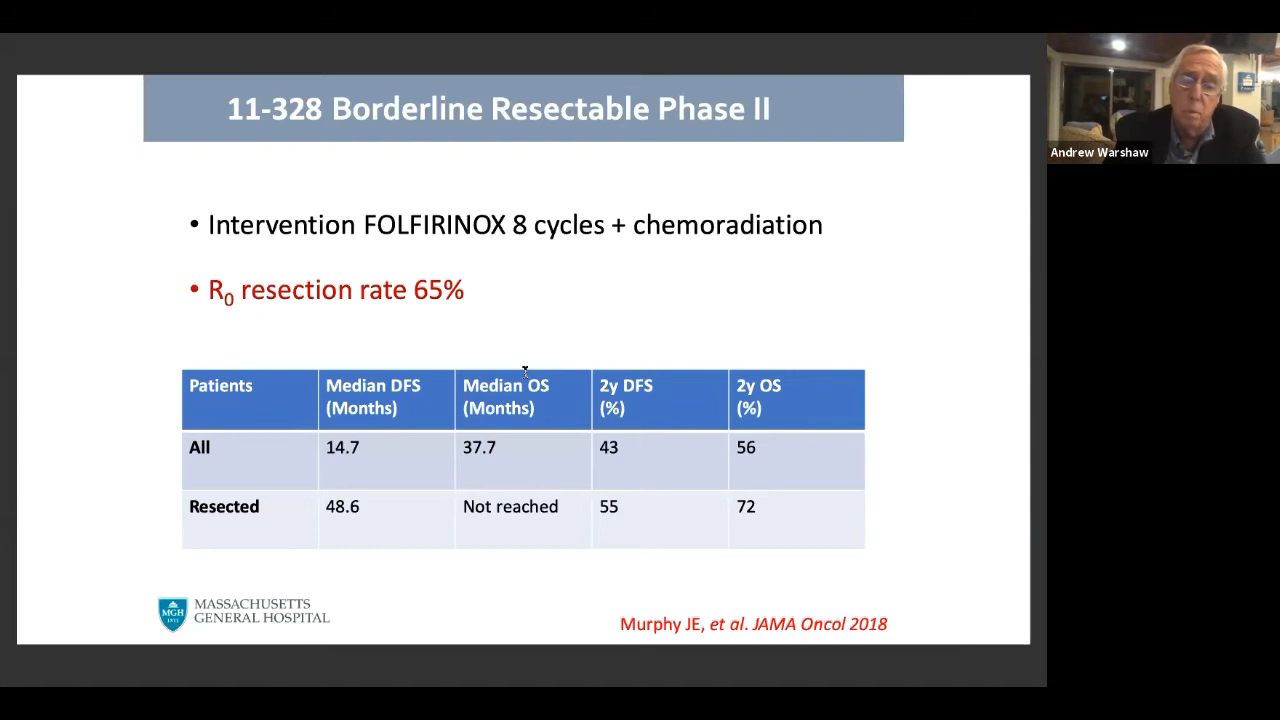 11-328 Borderline Resectable Phase II
Andrew Warshaw
• Intervention FOLFIRINOX 8 cycles + chemoradiation
• R0 resection rate 65%
Patients Median DFS (Months) Median OS (Months) 2y DFS (%) 2y OS (%)
All 14.7 37.7 43 56
Resected 48.6 Not reached 55 72
MGH
1811
MASSACHUSETTS
GENERAL HOSPITAL
Murphy JE, et al. JAMA Oncol 2018